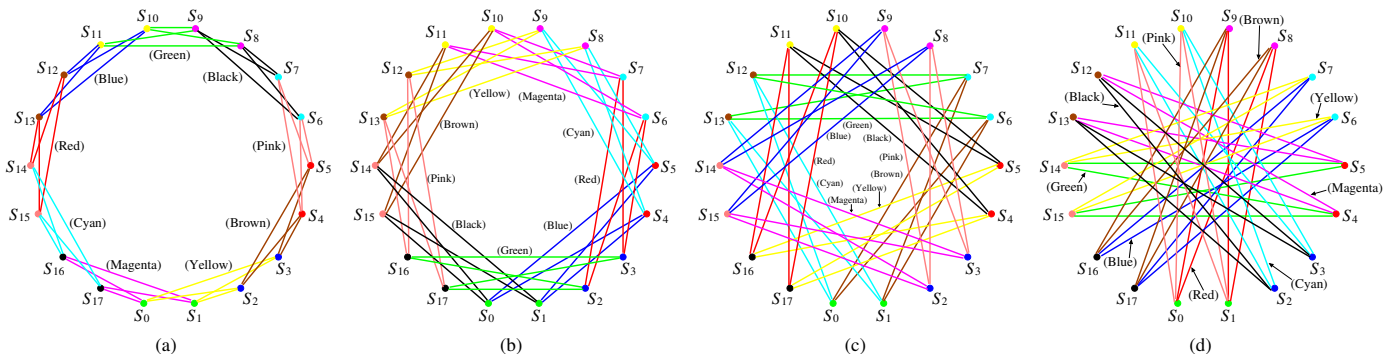 S10 S9
S11 S8
(Green)
S12 S7
(Blue) (Black)
S13 S6
(Red) (Pink)
S14 S5
S15 S4
(Cyan) (Brown)
S16 (Magenta) (Yellow) S3
S17 S2
S0 S1
(a)
S10 S9
S11 S8
S12 S7
(Yellow) (Magenta)
S13 S6
(Brown) (Cyan)
S14 S5
(Pink) (Red)
S15 S4
(Black) (Blue)
S16 (Green) S3
S17 S2
S0 S1
(b)
S10 S9
S11 S8
S12 S7
S13 (Green) S6
(Blue) (Black)
S14 (Red) (Pink) S5
(Brown)
(Cyan) (Yellow)
S15 (Magenta) S4
S16 S3
S17 S2
S0 S1
(c)
S10 S9 (Brown)
S11 (Pink) S8
S12 S7
(Black) (Yellow)
S13 S6
S14 S5
(Green) (Magenta)
S15 S4
S16 (Blue) S3
S17 (Red) S2 (Cyan)
S0 S1
(d)